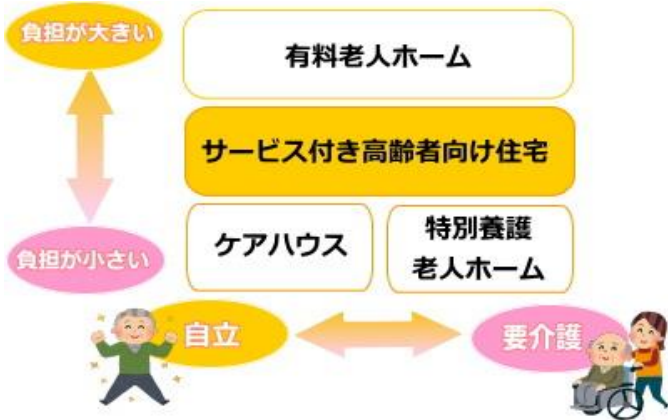 負担が大きい
有料老人ホーム
サービス付き高齢者向け住宅
負担が小さい
ケアハウス
特別養護
老人ホーム
自立
要介護